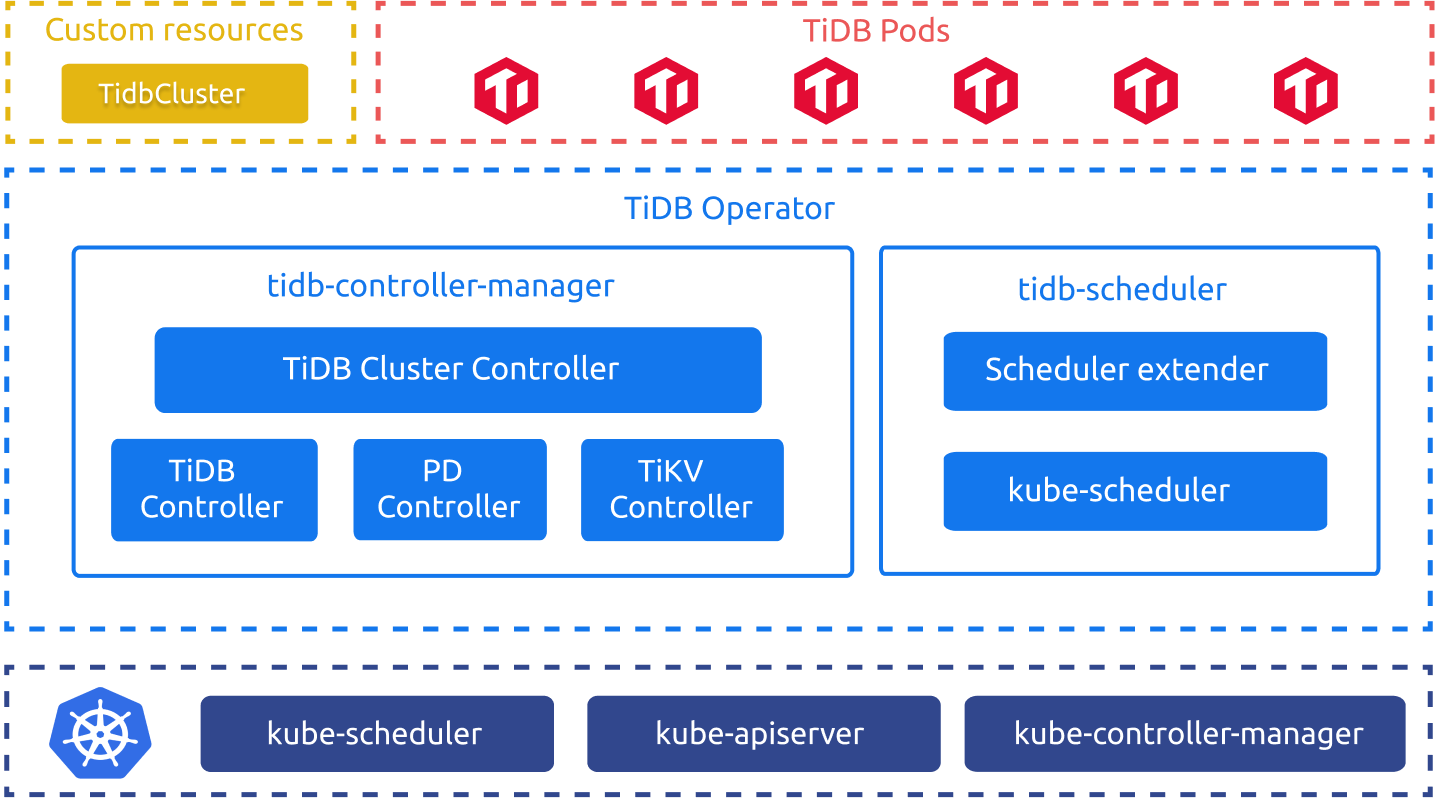 Custom resources
TidbCluster
TiDB Pods
TiDB Operator
tidb-controller-manager
TiDB Cluster Controller
TiDB
Controller
PD
Controller
TiKV
Controller
tidb-scheduler
Scheduler extender
kube-scheduler
kube-scheduler
kube-apiserver
kube-controller-manager